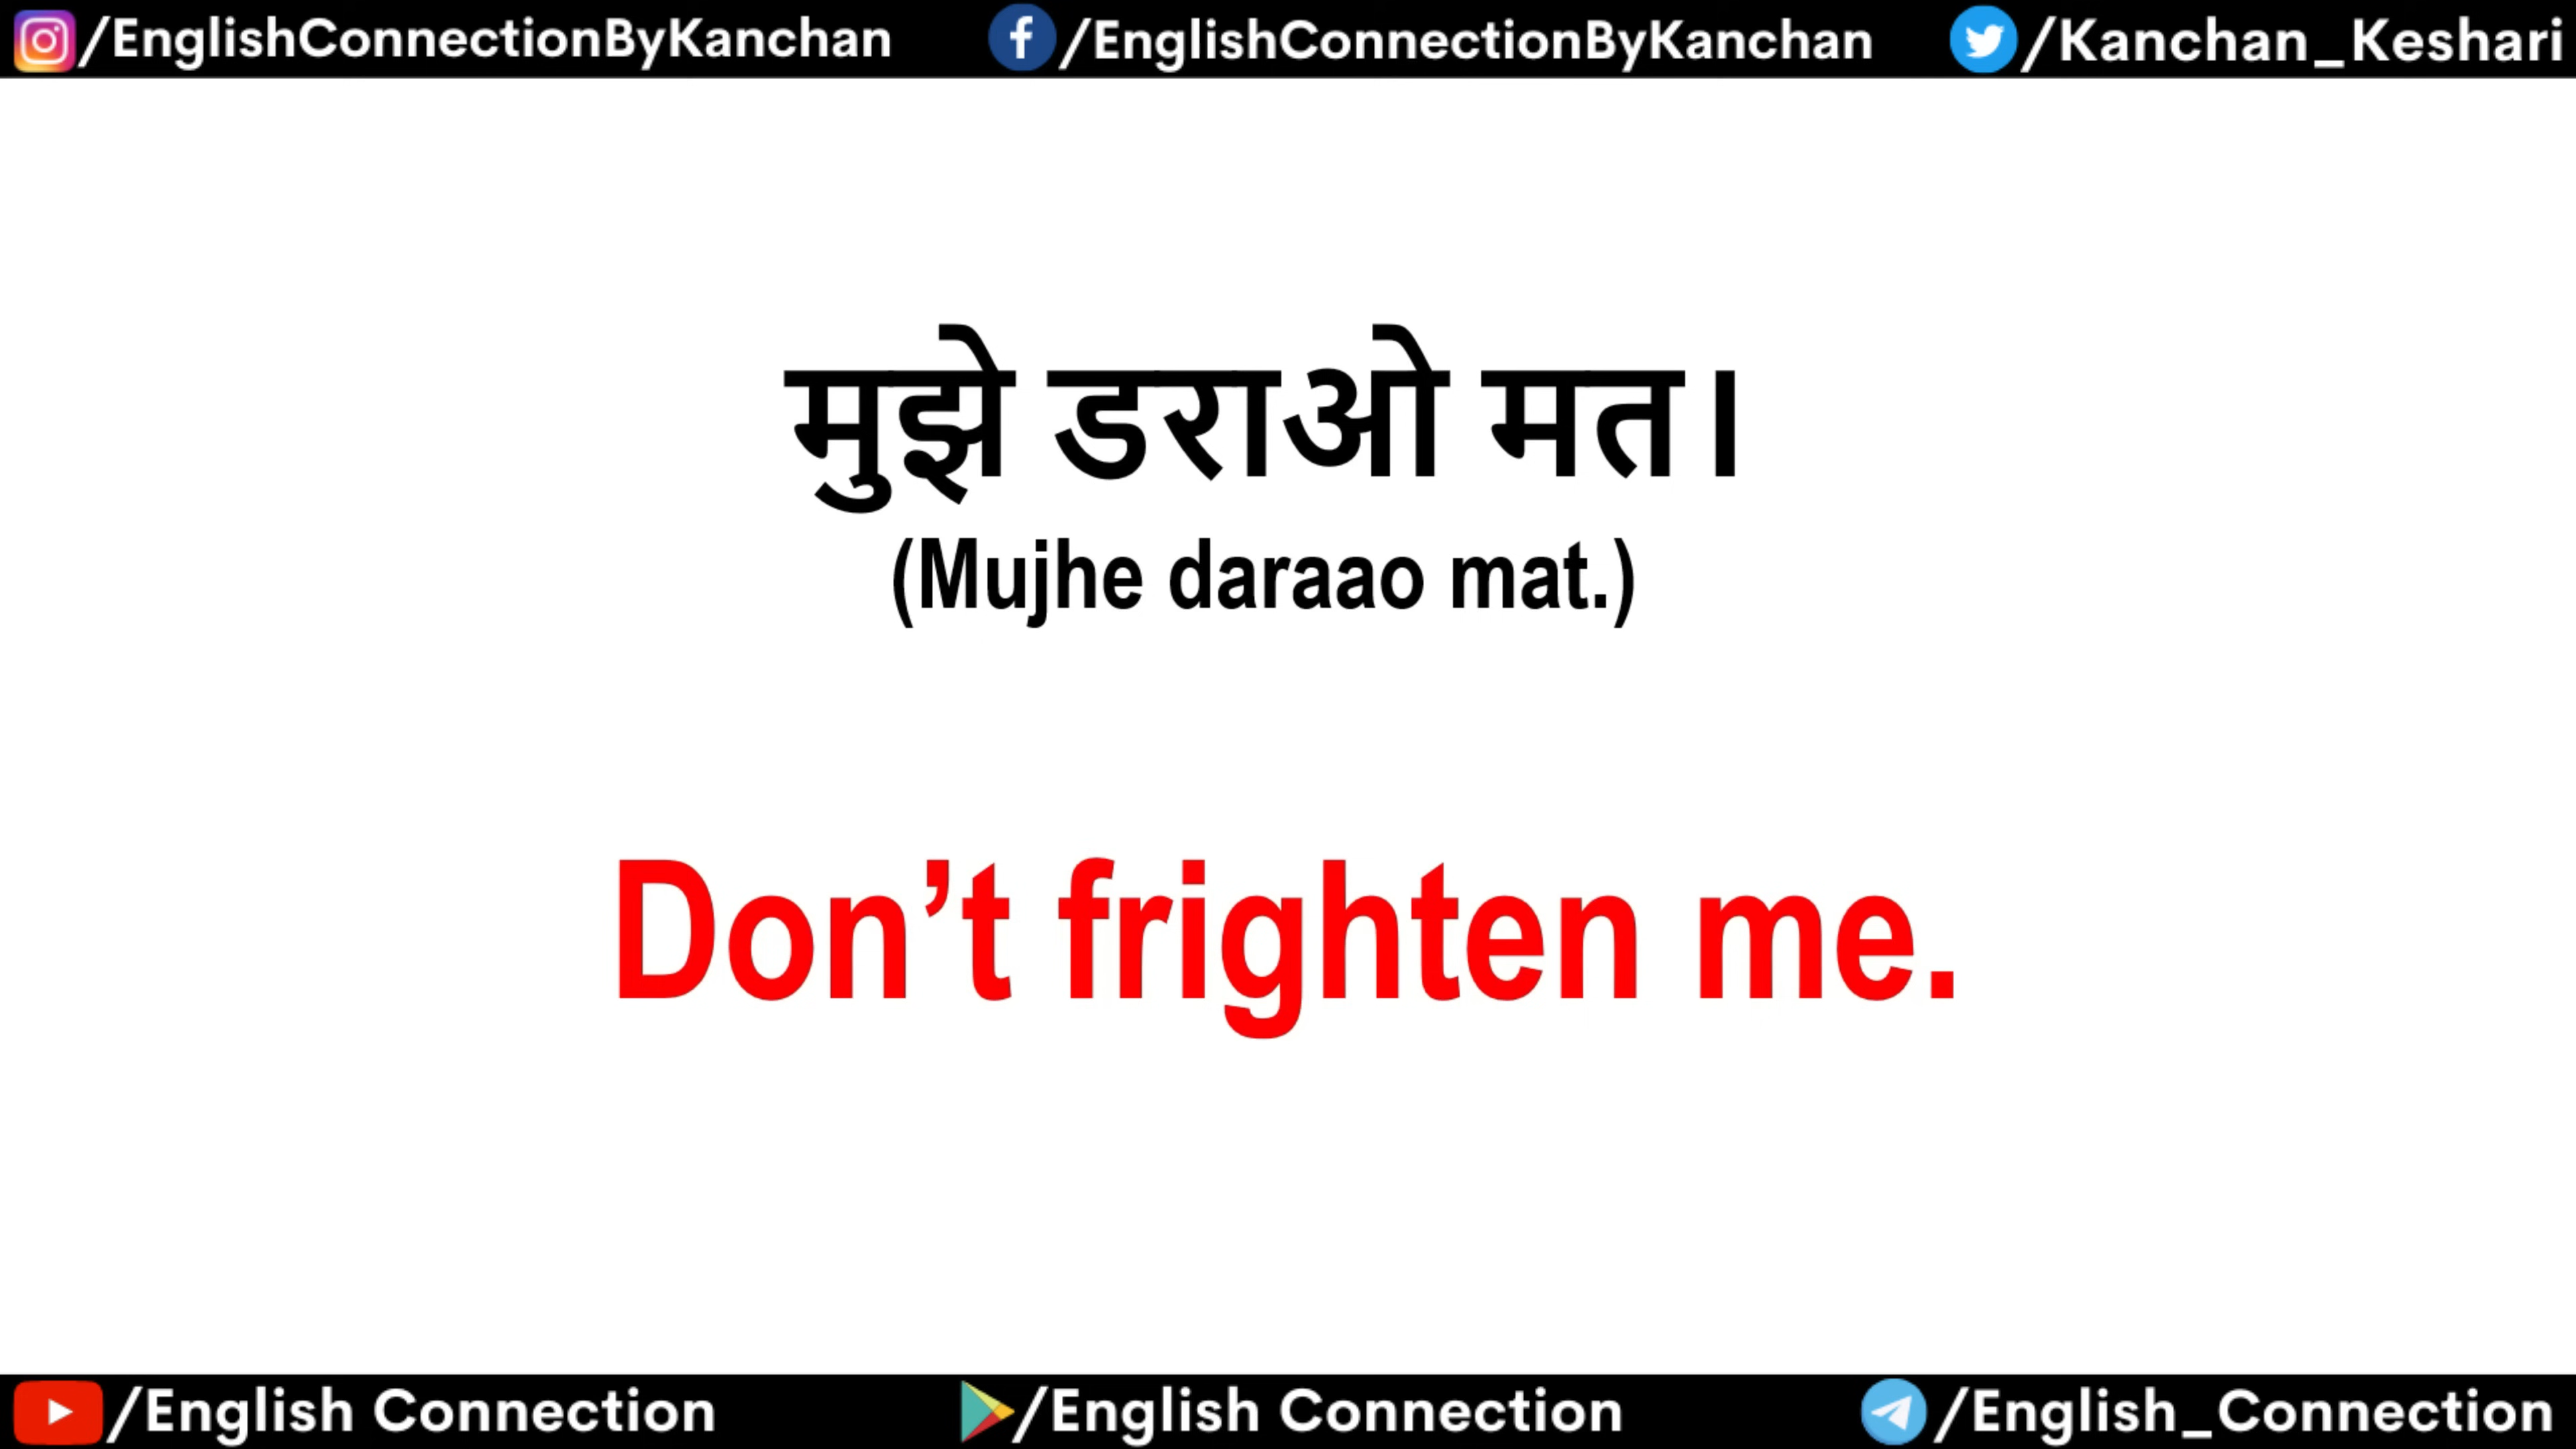 /EnglishConnectionByKanchan /EnglishConnectionByKanchan /Kanchan_Keshari
मुझे डराओ मत।
(Mujhe daraao mat.)
Don’t frighten me.
/English Connection /English Connection /English_Connection